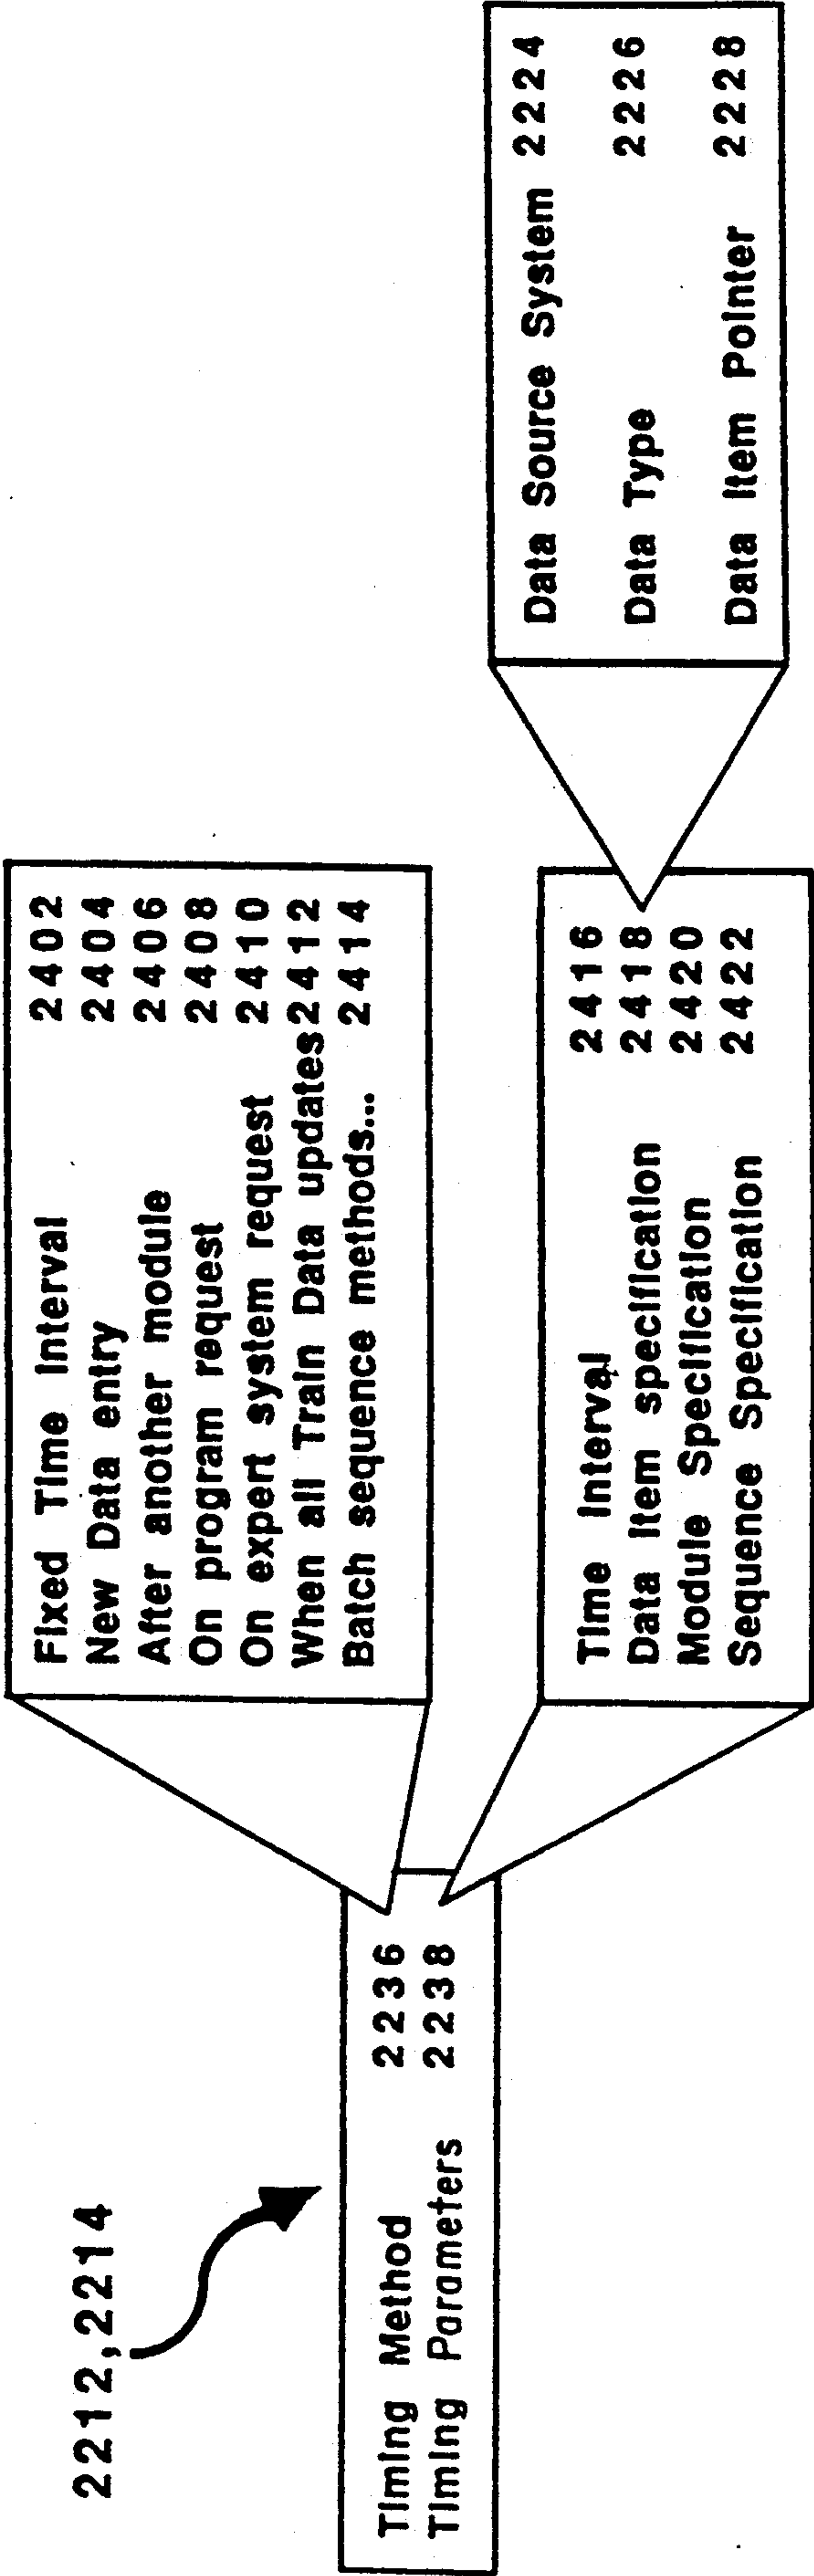 2212,2214
Timing Method 2236
Timing Parameters 2238
Fixed Time Interval 2402
New Data entry 2404
After another module 2406
On program request 2408
On expert system request 2410
When all Train Data updates 2412
Batch sequence methods... 2414
Time Interval 2416
Data Item specification 2418
Module Specification 2420
Sequence Specification 2422
Data Source System 2224
Data Type 2226
Data Item Pointer 2228